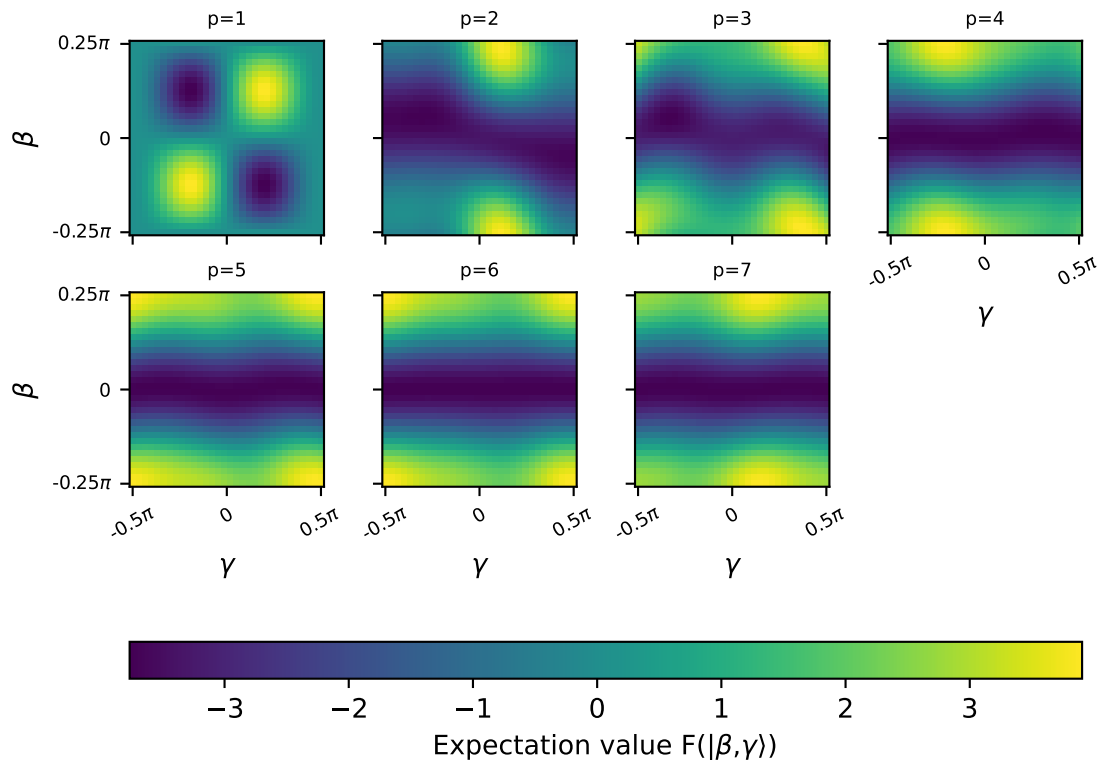 p=1 p=2 p=3 p=4
0.25π
β
0
-0.25π
-0.5π 0 0.5π
γ
p=5 p=6 p=7
0.25π
β
0
-0.25π
-0.5π 0 0.5π -0.5π 0 0.5π -0.5π 0 0.5π
γ γ γ
−3 −2 −1 0 1 2 3
Expectation value F(|β,γ⟩)